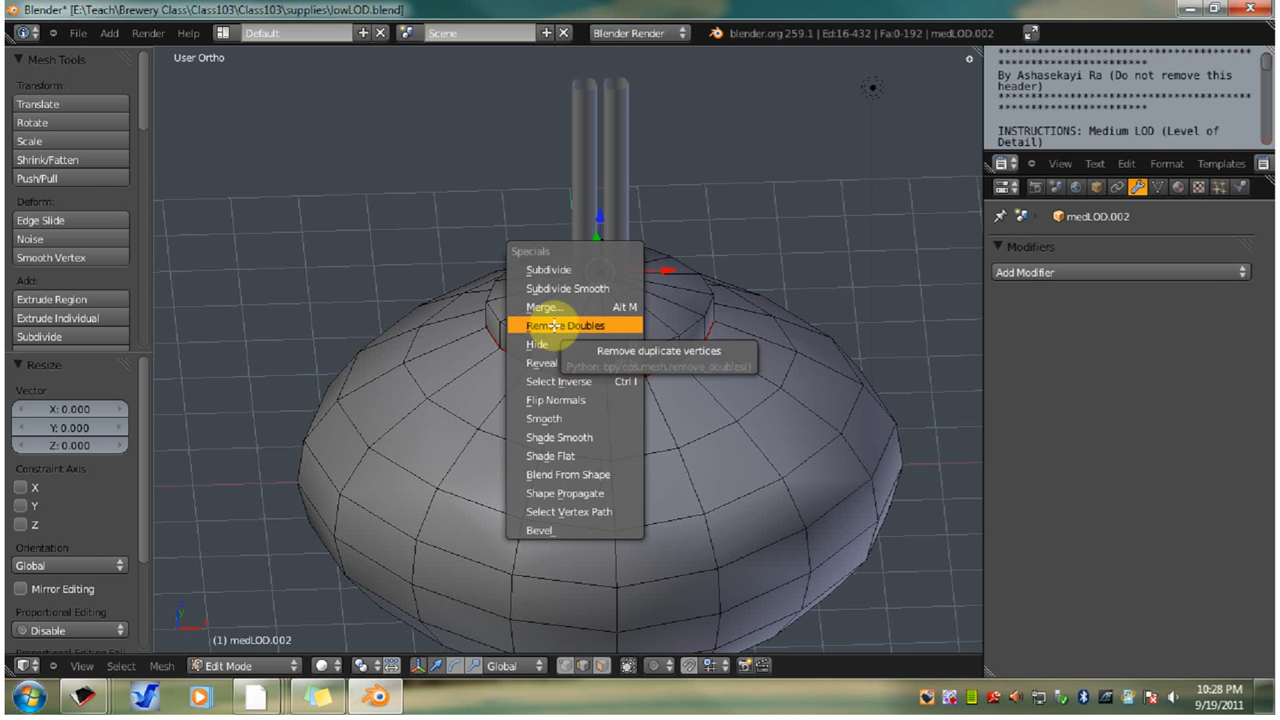 Blender* [E:\Teach\Brewery Class\Class103\Class103\supplies\lowLOD.blend]
File Add Render Help Default Scene Blender Render blender.org 259.1 | Ed:16-432 | Fa:0-192 | medLOD.002
Mesh Tools
Transform:
Translate
Rotate
Scale
Shrink/Fatten
Push/Pull
Deform:
Edge Slide
Noise
Smooth Vertex
Add:
Extrude Region
Extrude Individual
Subdivide
Resize
Vector
X: 0.000
Y: 0.000
Z: 0.000
Constraint Axis
X
Y
Z
Orientation
Global
Mirror Editing
Proportional Editing
Disable
User Ortho
Specials
Subdivide
Subdivide Smooth
Merge... Alt M
Remove Doubles
Hide
Reveal
Select Inverse Ctrl I
Flip Normals
Smooth
Shade Smooth
Shade Flat
Blend From Shape
Shape Propagate
Select Vertex Path
Bevel
Remove duplicate vertices
Python: bpy.ops.mesh.remove_doubles()
(1) medLOD.002
View Select Mesh Edit Mode Global
By Ashasekayi Ra (Do not remove this
header)
INSTRUCTIONS: Medium LOD (Level of
Detail)
View Text Edit Format Templates
medLOD.002
Modifiers
Add Modifier
10:28 PM
9/19/2011